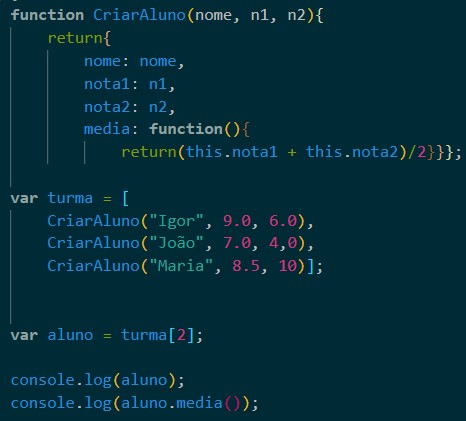 function CriarAluno(nome, n1, n2){
    return{
        nome: nome,
        nota1: n1,
        nota2: n2,
        media: function(){
            return(this.nota1 + this.nota2)/2}}};
var turma = [
    CriarAluno("Igor", 9.0, 6.0),
    CriarAluno("João", 7.0, 4,0),
    CriarAluno("Maria", 8.5, 10)];
var aluno = turma[2];
console.log(aluno);
console.log(aluno.media());